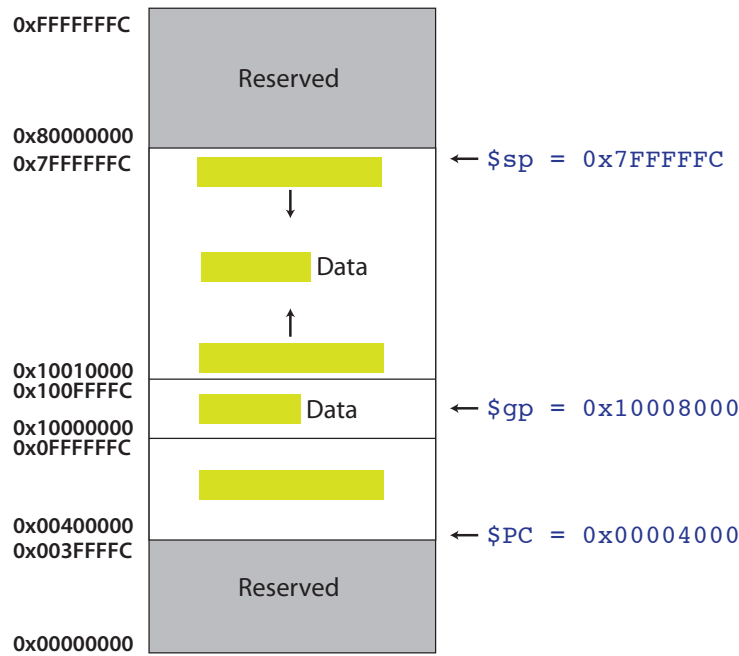 0xFFFFFFFC
Reserved
0x80000000
0x7FFFFFFC
$sp = 0x7FFFFFC
Data
0x10010000
0x100FFFFC
Data
$gp = 0x10008000
0x10000000
0x0FFFFFFC
0x00400000
$PC = 0x00004000
0x003FFFFC
Reserved
0x00000000